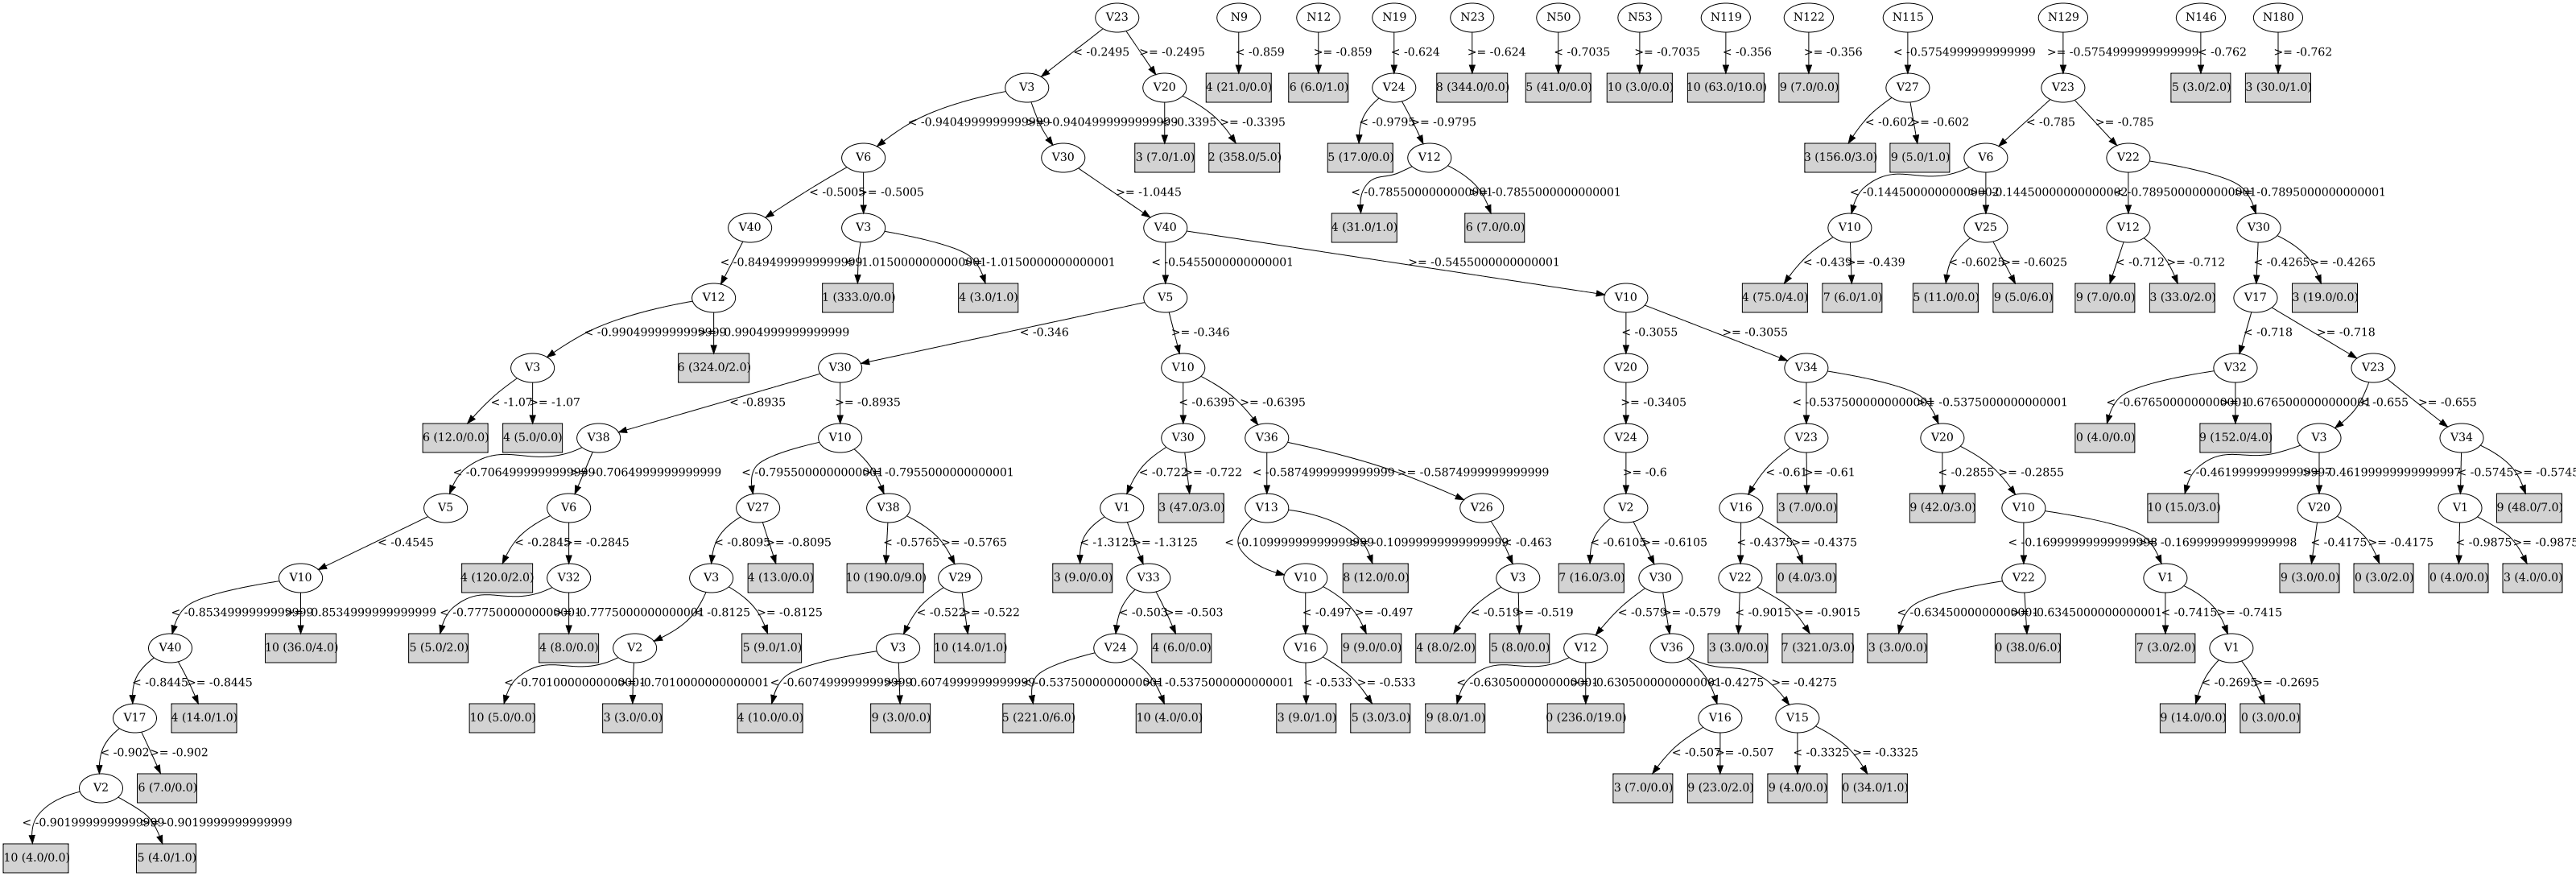 V23 N9 N12 N19 N23 N50 N53 N119 N122 N115 N129 N146 N180
< -0.2495 >= -0.2495 < -0.859 >= -0.859 < -0.624 >= -0.624 < -0.7035 >= -0.7035 < -0.356 >= -0.356 < -0.5754999999999999 >= -0.5754999999999999 < -0.762 >= -0.762
V3 V20 4 (21.0/0.0) 6 (6.0/1.0) V24 8 (344.0/0.0) 5 (41.0/0.0) 10 (3.0/0.0) 10 (63.0/10.0) 9 (7.0/0.0) V27 V23 5 (3.0/2.0) 3 (30.0/1.0)
< -0.9404999999999999 >= -0.9404999999999999 < -0.3395 >= -0.3395 < -0.9795 >= -0.9795 < -0.602 >= -0.602 < -0.785 >= -0.785
V6 V30 3 (7.0/1.0) 2 (358.0/5.0) 5 (17.0/0.0) V12 3 (156.0/3.0) 9 (5.0/1.0) V6 V22
< -0.5005 >= -0.5005 >= -1.0445 < -0.7855000000000001 >= -0.7855000000000001 < -0.14450000000000002 >= -0.14450000000000002 < -0.7895000000000001 >= -0.7895000000000001
V40 V3 V40 4 (31.0/1.0) 6 (7.0/0.0) V10 V25 V12 V30
< -0.8494999999999999 < -1.0150000000000001 >= -1.0150000000000001 < -0.5455000000000001 >= -0.5455000000000001 < -0.439 >= -0.439 < -0.6025 >= -0.6025 < -0.712 >= -0.712 < -0.4265 >= -0.4265
V12 1 (333.0/0.0) 4 (3.0/1.0) V5 V10 4 (75.0/4.0) 7 (6.0/1.0) 5 (11.0/0.0) 9 (5.0/6.0) 9 (7.0/0.0) 3 (33.0/2.0) V17 3 (19.0/0.0)
< -0.9904999999999999 >= -0.9904999999999999 < -0.346 >= -0.346 < -0.3055 >= -0.3055 < -0.718 >= -0.718
V3 6 (324.0/2.0) V30 V10 V20 V34 V32 V23
< -1.07 >= -1.07 < -0.8935 >= -0.8935 < -0.6395 >= -0.6395 >= -0.3405 < -0.5375000000000001 >= -0.5375000000000001 < -0.6765000000000001 >= -0.6765000000000001 < -0.655 >= -0.655
6 (12.0/0.0) 4 (5.0/0.0) V38 V10 V30 V36 V24 V23 V20 0 (4.0/0.0) 9 (152.0/4.0) V3 V34
< -0.7064999999999999 >= -0.7064999999999999 < -0.7955000000000001 >= -0.7955000000000001 < -0.722 >= -0.722 < -0.5874999999999999 >= -0.5874999999999999 >= -0.6 < -0.61 >= -0.61 < -0.2855 >= -0.2855 < -0.46199999999999997 >= -0.46199999999999997 < -0.5745 >= -0.5745
V5 V6 V27 V38 V1 3 (47.0/3.0) V13 V26 V2 V16 3 (7.0/0.0) 9 (42.0/3.0) V10 10 (15.0/3.0) V20 V1 9 (48.0/7.0)
< -0.4545 < -0.2845 >= -0.2845 < -0.8095 >= -0.8095 < -0.5765 >= -0.5765 < -1.3125 >= -1.3125 < -0.10999999999999999 >= -0.10999999999999999 < -0.463 < -0.6105 >= -0.6105 < -0.4375 >= -0.4375 < -0.16999999999999998 >= -0.16999999999999998 < -0.4175 >= -0.4175 < -0.9875 >= -0.9875
V10 4 (120.0/2.0) V32 V3 4 (13.0/0.0) 10 (190.0/9.0) V29 3 (9.0/0.0) V33 V10 8 (12.0/0.0) V3 7 (16.0/3.0) V30 V22 0 (4.0/3.0) V22 V1 9 (3.0/0.0) 0 (3.0/2.0) 0 (4.0/0.0) 3 (4.0/0.0)
< -0.8534999999999999 >= -0.8534999999999999 < -0.7775000000000001 >= -0.7775000000000001 < -0.8125 >= -0.8125 < -0.522 >= -0.522 < -0.503 >= -0.503 < -0.497 >= -0.497 < -0.519 >= -0.519 < -0.579 >= -0.579 < -0.9015 >= -0.9015 < -0.6345000000000001 >= -0.6345000000000001 < -0.7415 >= -0.7415
V40 10 (36.0/4.0) 5 (5.0/2.0) 4 (8.0/0.0) V2 5 (9.0/1.0) V3 10 (14.0/1.0) V24 4 (6.0/0.0) V16 9 (9.0/0.0) 4 (8.0/2.0) 5 (8.0/0.0) V12 V36 3 (3.0/0.0) 7 (321.0/3.0) 3 (3.0/0.0) 0 (38.0/6.0) 7 (3.0/2.0) V1
< -0.8445 >= -0.8445 < -0.7010000000000001 >= -0.7010000000000001 < -0.6074999999999999 >= -0.6074999999999999 < -0.5375000000000001 >= -0.5375000000000001 < -0.533 >= -0.533 < -0.6305000000000001 >= -0.6305000000000001 < -0.4275 >= -0.4275 < -0.2695 >= -0.2695
V17 4 (14.0/1.0) 10 (5.0/0.0) 3 (3.0/0.0) 4 (10.0/0.0) 9 (3.0/0.0) 5 (221.0/6.0) 10 (4.0/0.0) 3 (9.0/1.0) 5 (3.0/3.0) 9 (8.0/1.0) 0 (236.0/19.0) V16 V15 9 (14.0/0.0) 0 (3.0/0.0)
< -0.902 >= -0.902 < -0.507 >= -0.507 < -0.3325 >= -0.3325
V2 6 (7.0/0.0) 3 (7.0/0.0) 9 (23.0/2.0) 9 (4.0/0.0) 0 (34.0/1.0)
< -0.9019999999999999 >= -0.9019999999999999
10 (4.0/0.0) 5 (4.0/1.0)